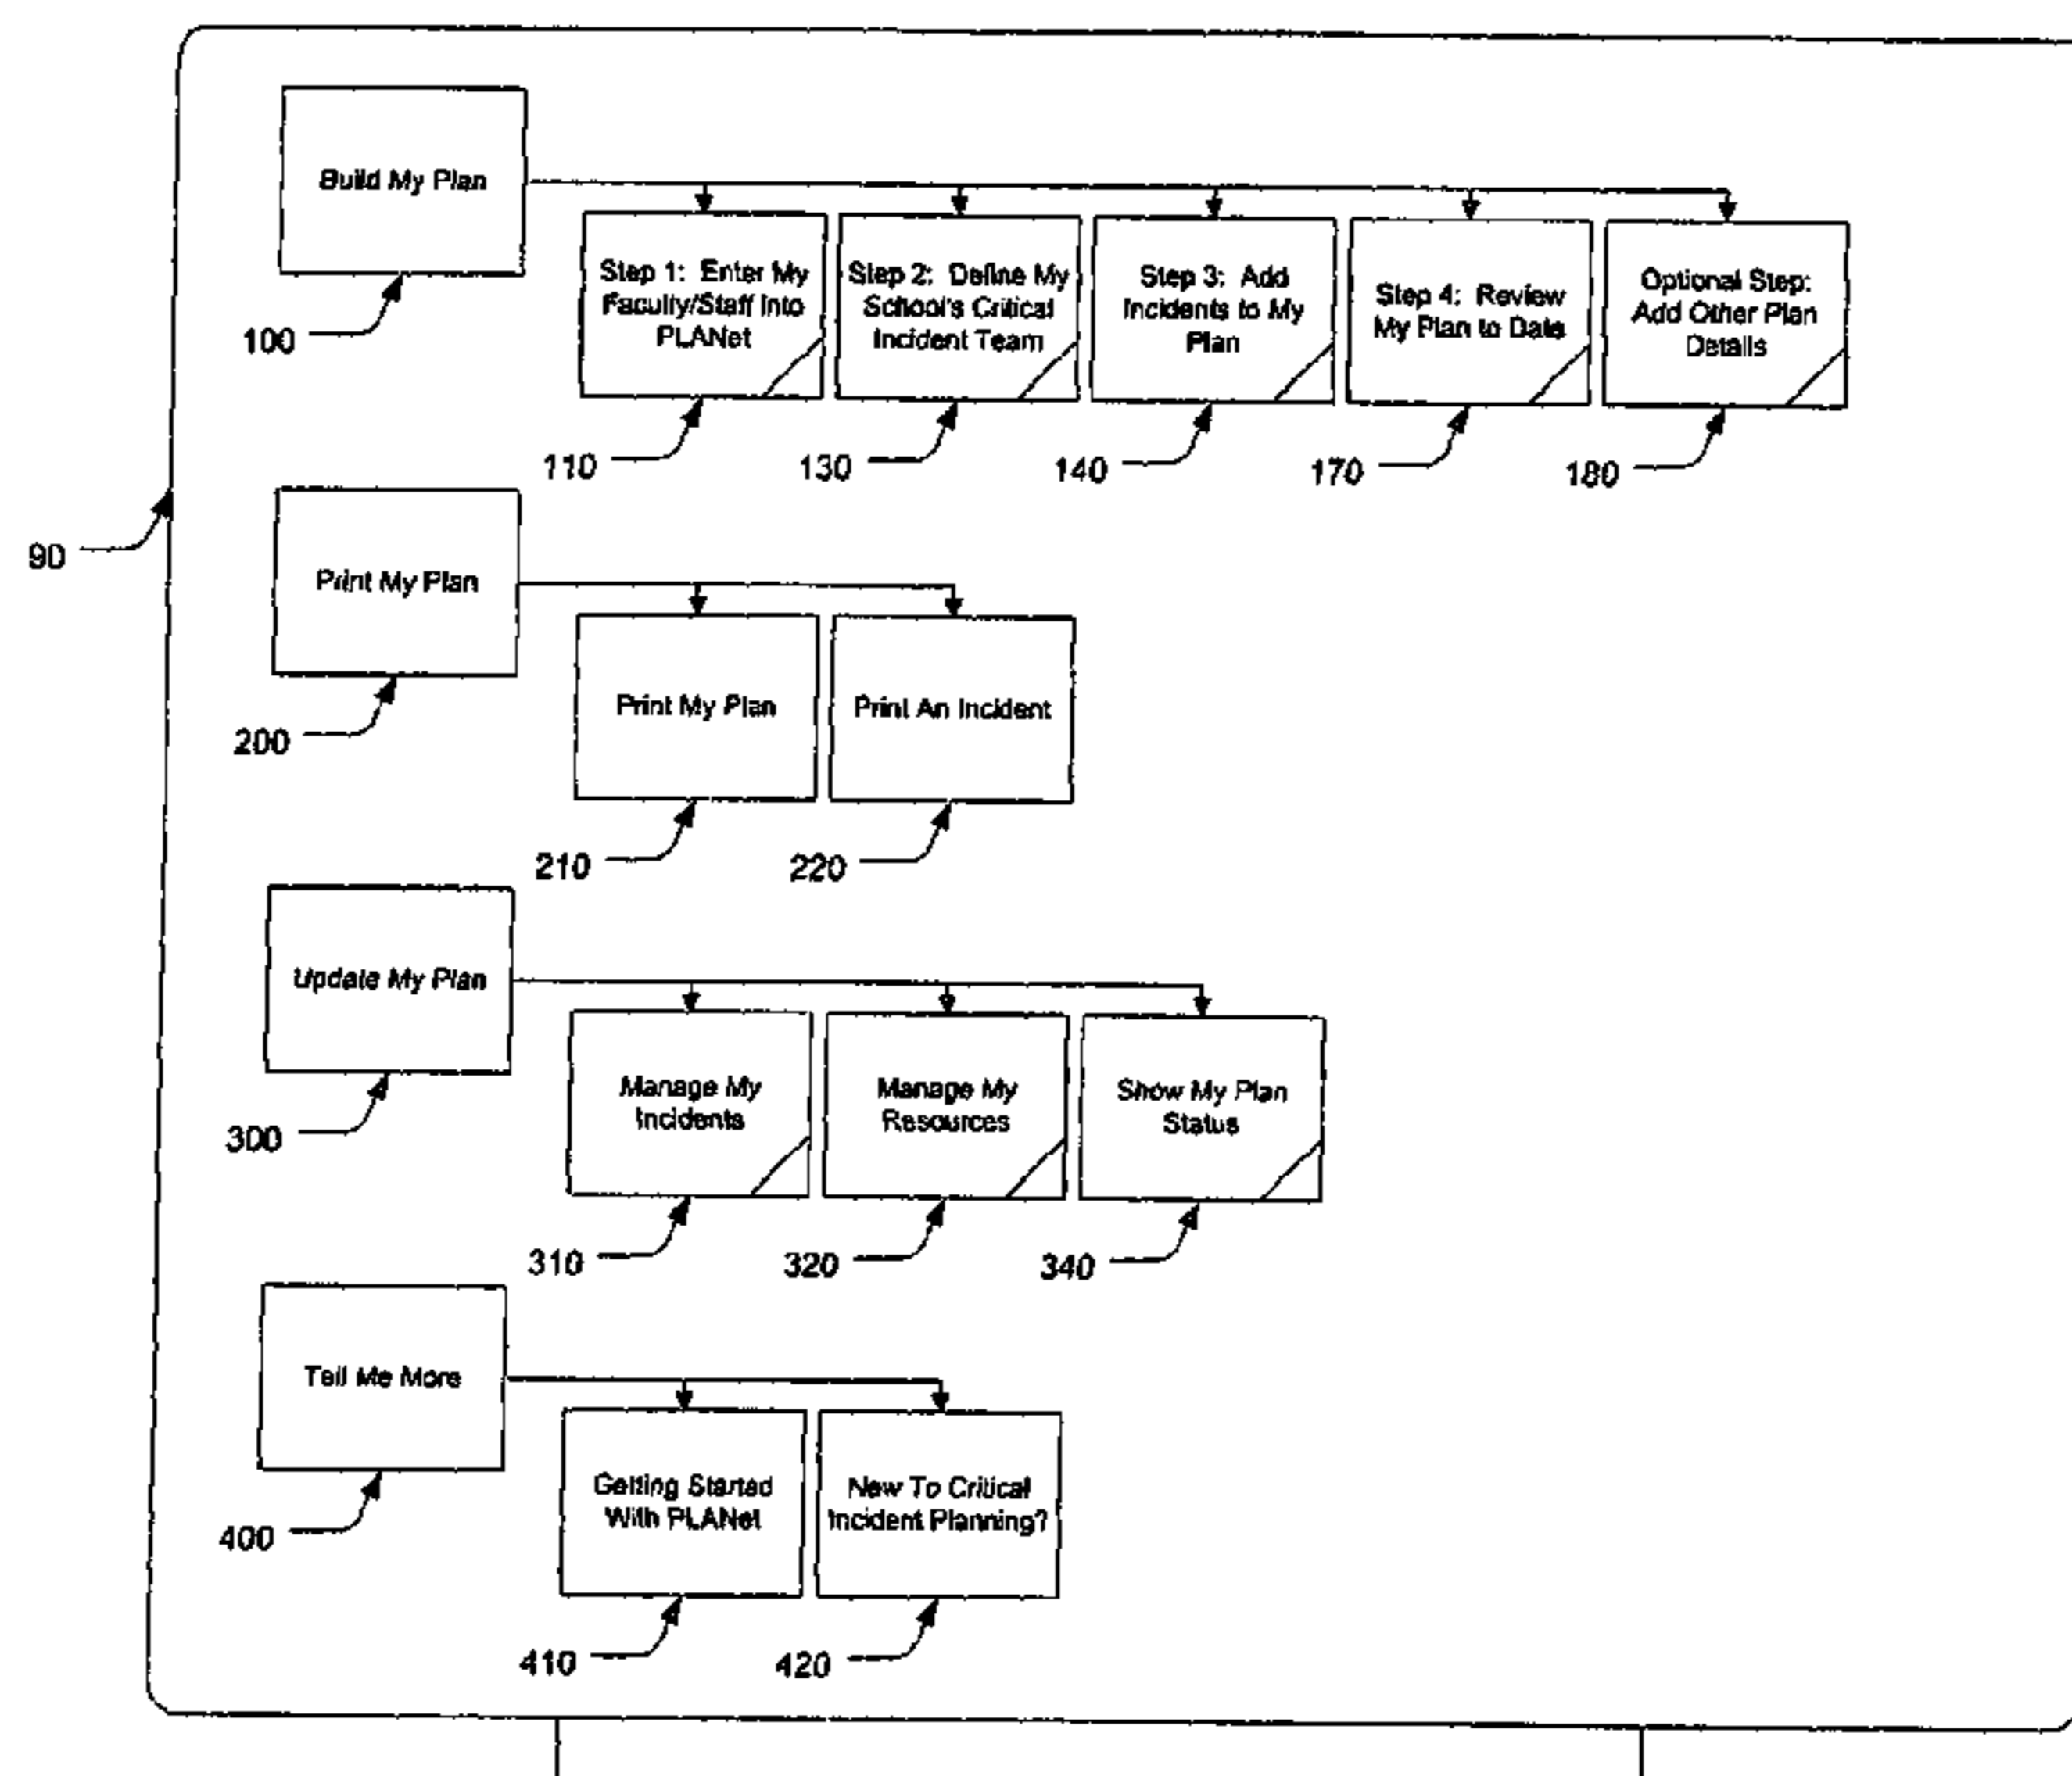 Build My Plan
100
Step 1: Enter My
Faculty/Staff Into
PLANet
110
Step 2: Define My
School's Critical
Incident Team
130
Step 3: Add
Incidents to My
Plan
140
Step 4: Review
My Plan to Date
170
Optional Step:
Add Other Plan
Details
180
90
Print My Plan
200
Print My Plan
210
Print An Incident
220
Update My Plan
300
Manage My
Incidents
310
Manage My
Resources
320
Show My Plan
Status
340
Tell Me More
400
Getting Started
With PLANet
410
New To Critical
Incident Planning?
420